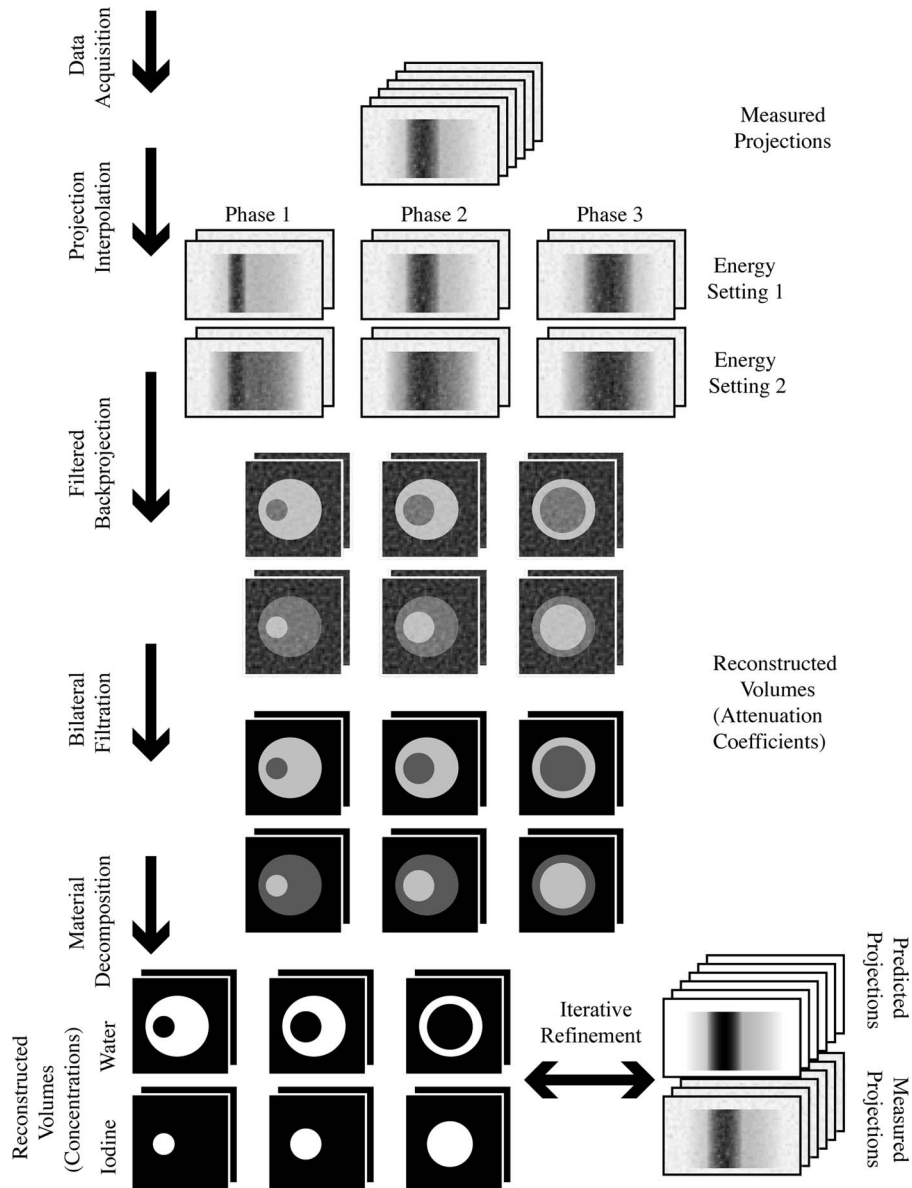 Data
Acquisition
Measured
Projections
Projection
Interpolation
Phase 1
Phase 2
Phase 3
Energy
Setting 1
Energy
Setting 2
Filtered
Backprojection
Bilateral
Filtration
Reconstructed
Volumes
(Attenuation
Coefficients)
Material
Decomposition
Reconstructed
Volumes
(Concentrations)
Water
Iodine
Iterative
Refinement
Predicted
Projections
Measured
Projections